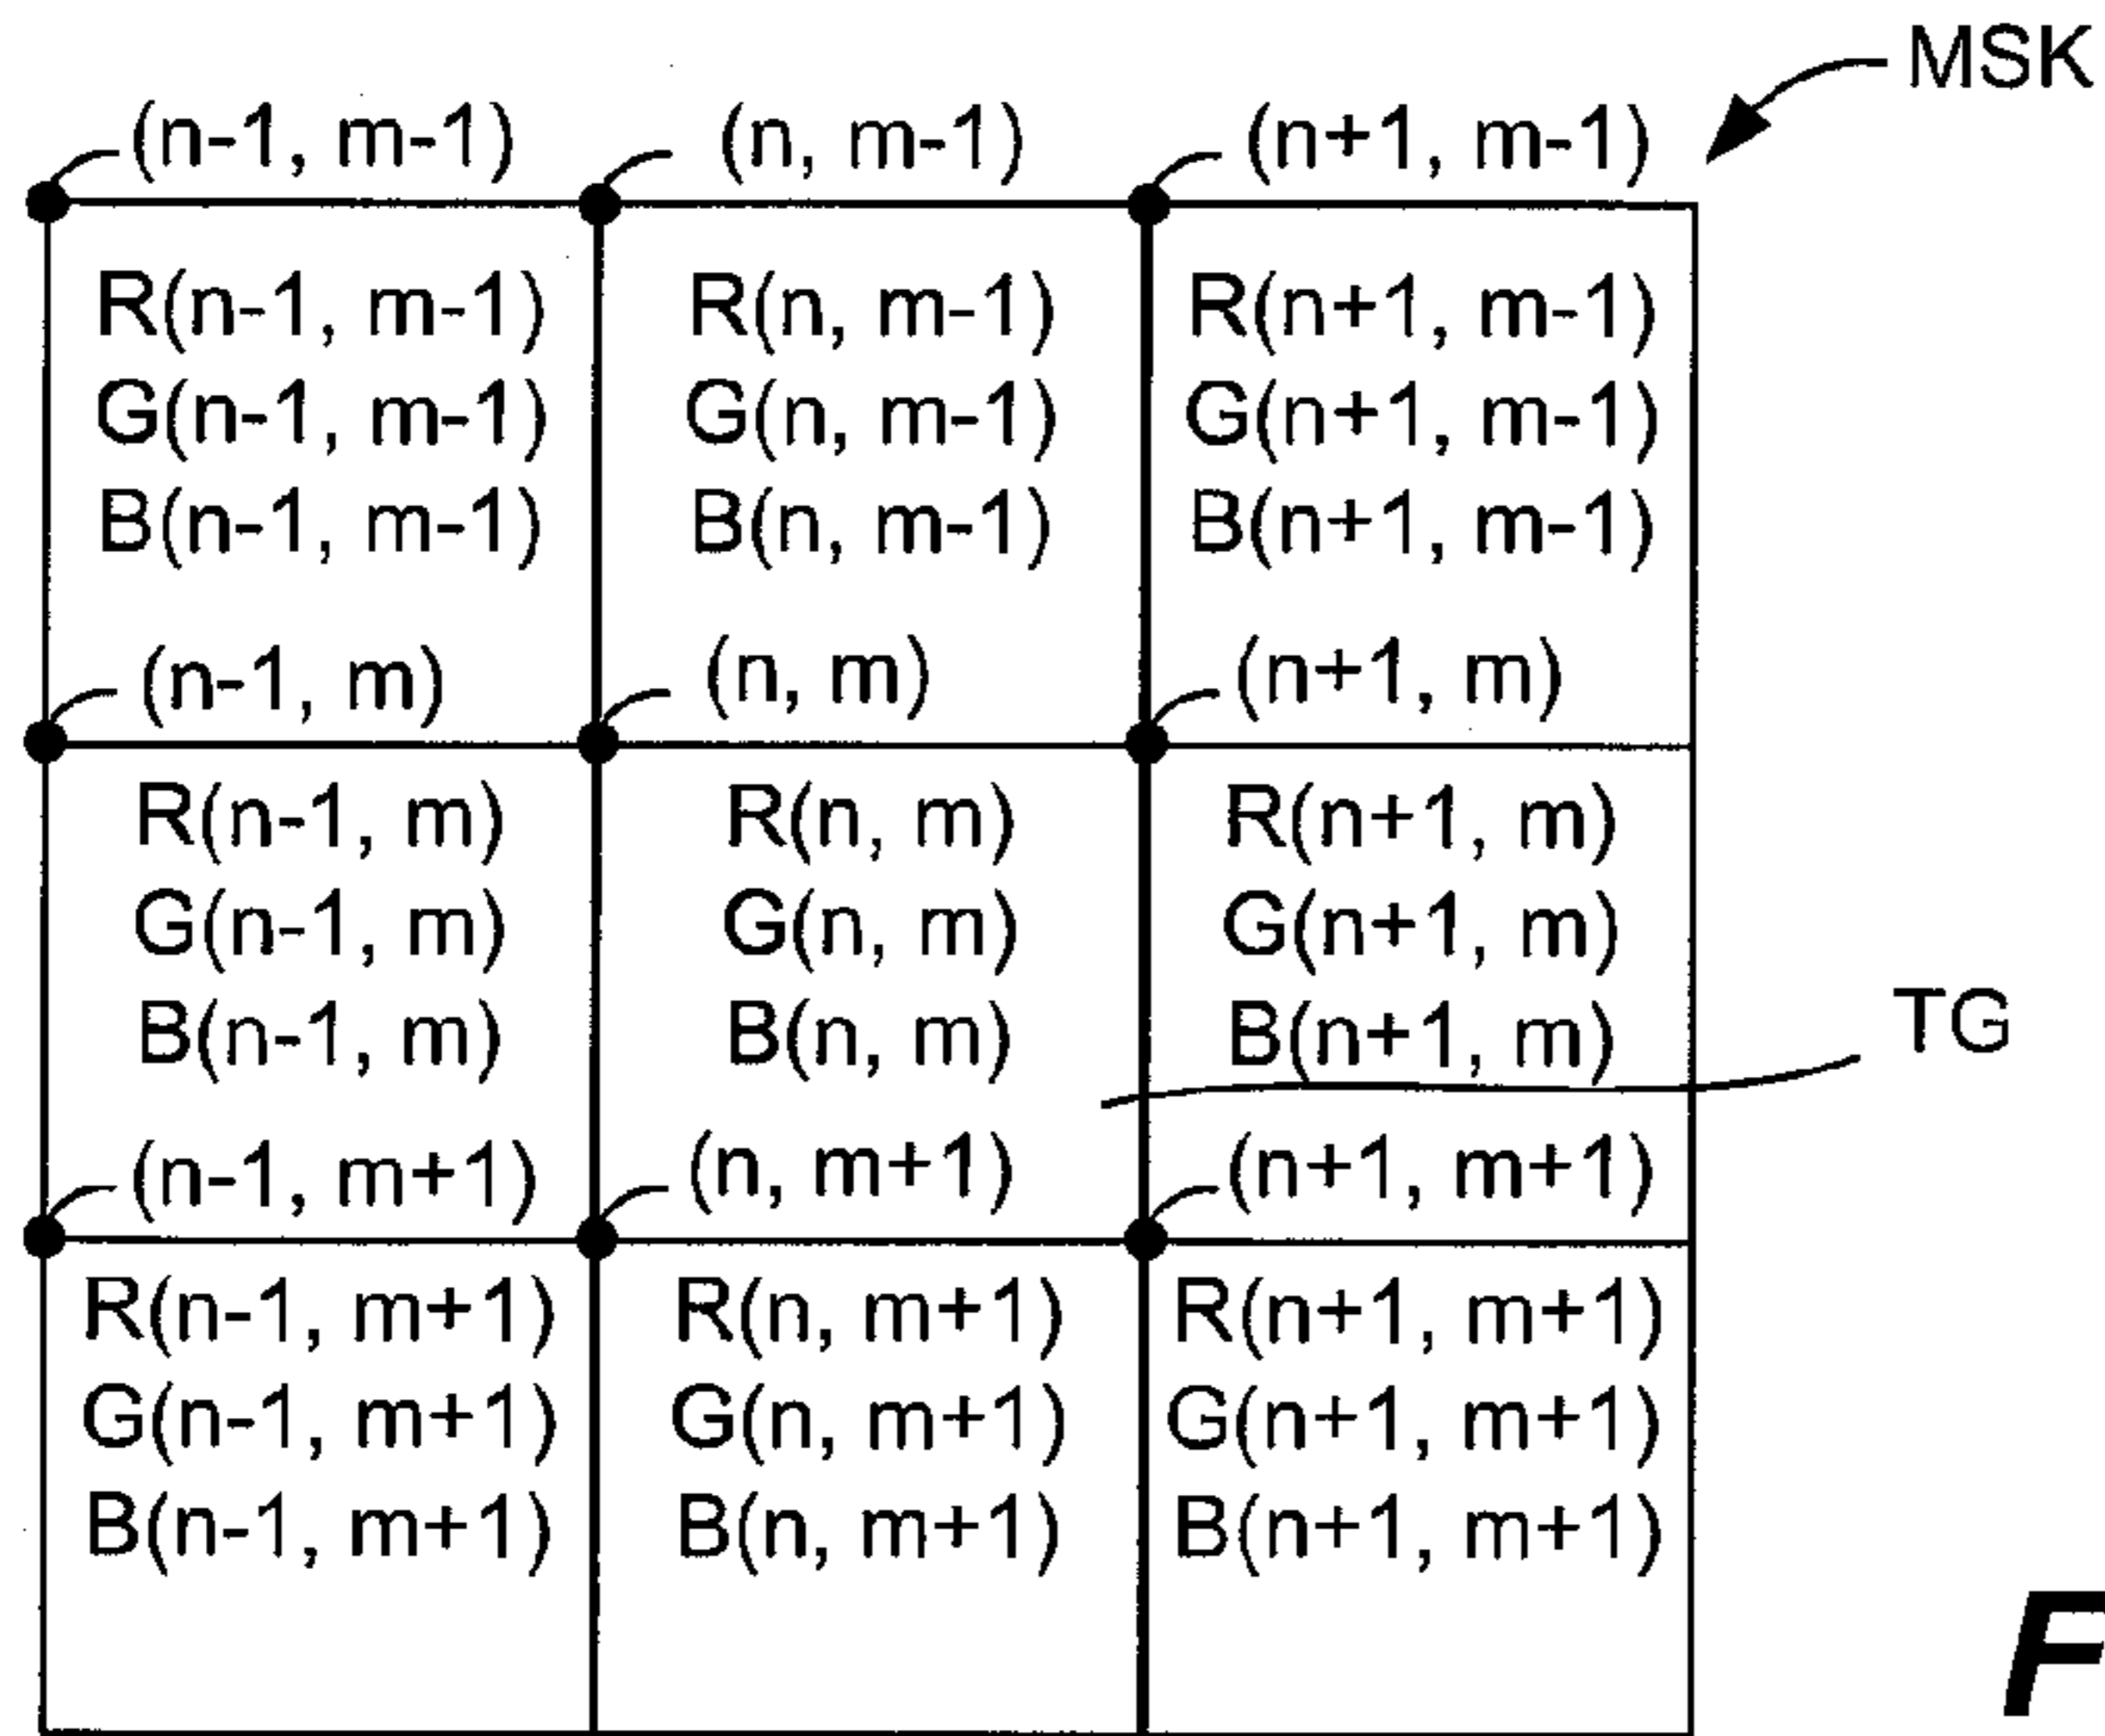 MSK
(n-1, m-1) (n, m-1) (n+1, m-1)
R(n-1, m-1) R(n, m-1) R(n+1, m-1)
G(n-1, m-1) G(n, m-1) G(n+1, m-1)
B(n-1, m-1) B(n, m-1) B(n+1, m-1)
(n-1, m) (n, m) (n+1, m)
R(n-1, m) R(n, m) R(n+1, m)
G(n-1, m) G(n, m) G(n+1, m)
B(n-1, m) B(n, m) B(n+1, m)
TG
(n-1, m+1) (n, m+1) (n+1, m+1)
R(n-1, m+1) R(n, m+1) R(n+1, m+1)
G(n-1, m+1) G(n, m+1) G(n+1, m+1)
B(n-1, m+1) B(n, m+1) B(n+1, m+1)
F